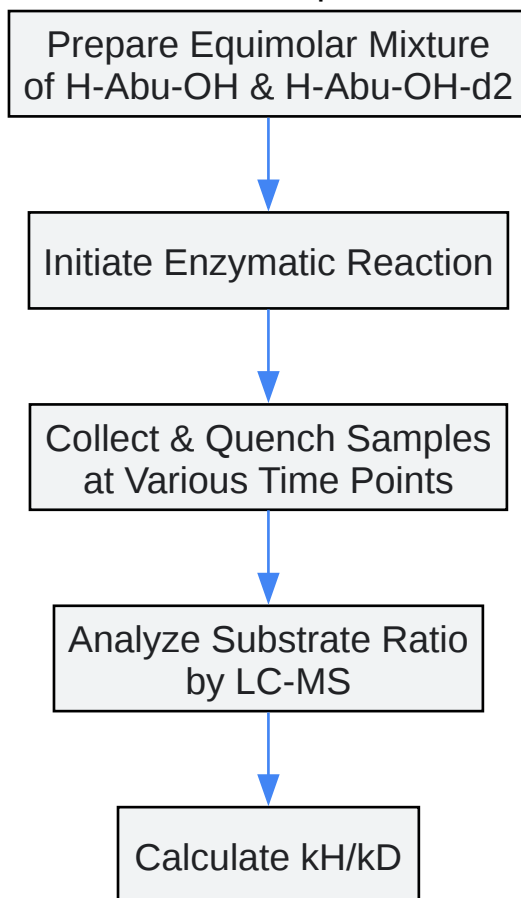 Prepare Equimolar Mixture
of H-Abu-OH & H-Abu-OH-d2
Initiate Enzymatic Reaction
Collect & Quench Samples
at Various Time Points
Analyze Substrate Ratio
by LC-MS
Calculate kH/kD